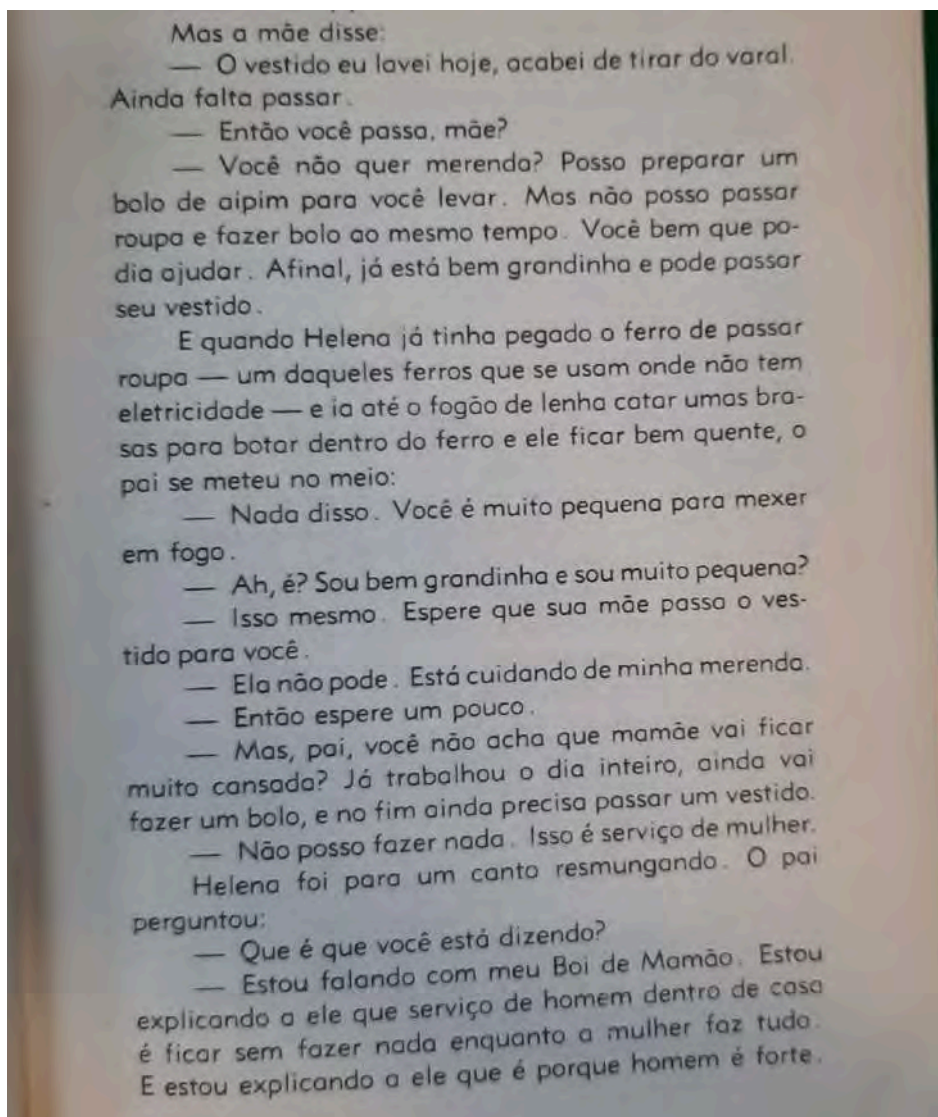 Mas a mãe disse:
— O vestido eu lavei hoje, acabei de tirar do varal.
Ainda falta passar.
— Então você passa, mãe?
— Você não quer merenda? Posso preparar um
bolo de aipim para você levar. Mas não posso passar
roupa e fazer bolo ao mesmo tempo. Você bem que po-
dia ajudar. Afinal, já está bem grandinha e pode passar
seu vestido.
E quando Helena já tinha pegado o ferro de passar
roupa — um daqueles ferros que se usam onde não tem
eletricidade — e ia até o fogão de lenha catar umas bra-
sas para botar dentro do ferro e ele ficar bem quente, o
pai se meteu no meio:
— Nada disso. Você é muito pequena para mexer
em fogo.
— Ah, é? Sou bem grandinha e sou muito pequena?
— Isso mesmo. Espere que sua mãe passa o ves-
tido para você.
— Ela não pode. Está cuidando de minha merenda.
— Então espere um pouco.
— Mas, pai, você não acha que mamãe vai ficar
muito cansada? Já trabalhou o dia inteiro, ainda vai
fazer um bolo, e no fim ainda precisa passar um vestido.
— Não posso fazer nada. Isso é serviço de mulher.
Helena foi para um canto resmungando. O pai
perguntou:
— Que é que você está dizendo?
— Estou falando com meu Boi de Mamão. Estou
explicando a ele que serviço de homem dentro de casa
é ficar sem fazer nada enquanto a mulher faz tudo.
E estou explicando a ele que é porque homem é forte.